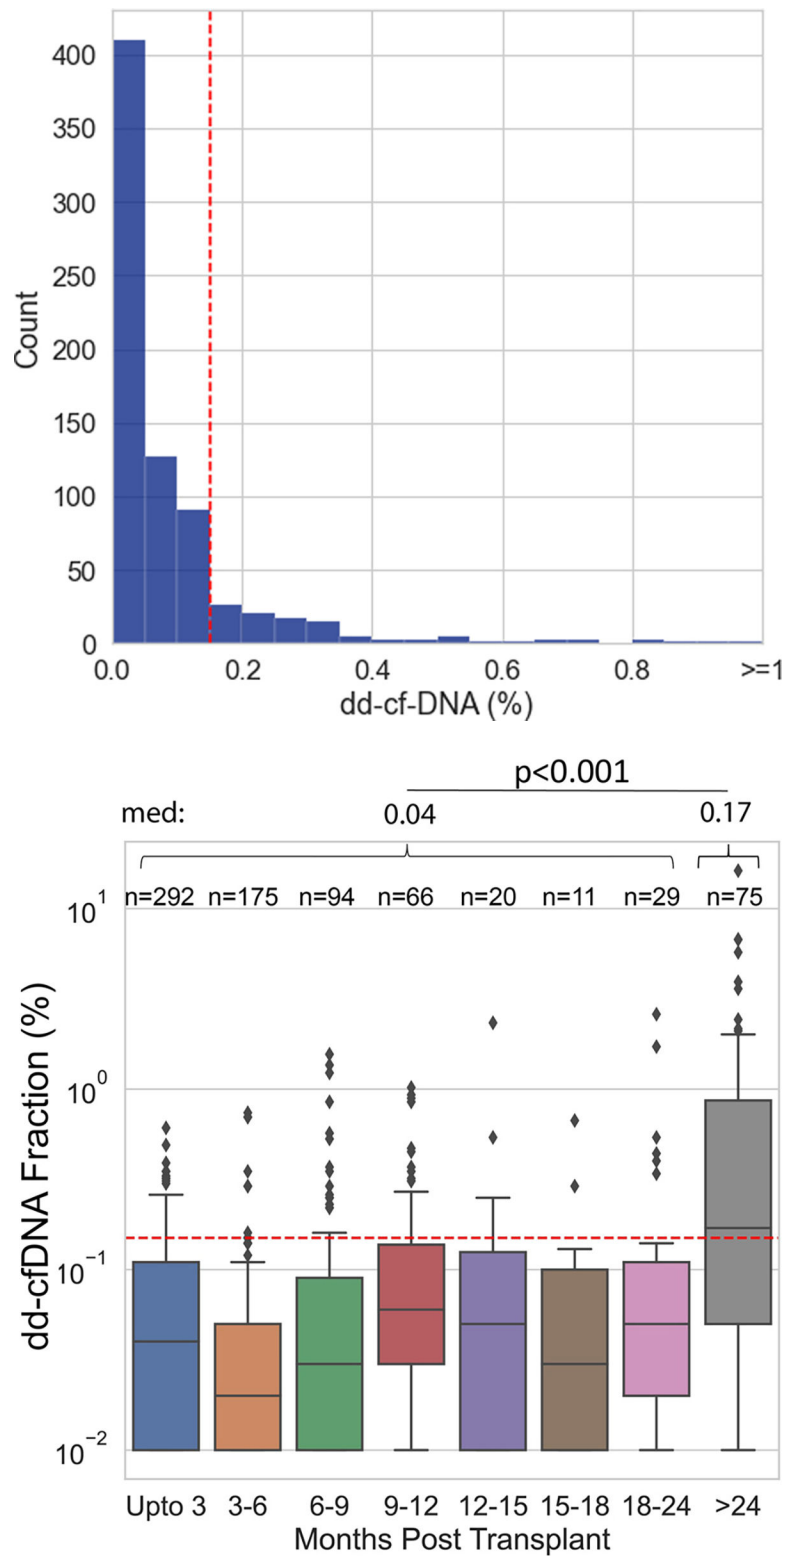 400
350
300
250
200
150
100
50
0
Count
0.0 0.2 0.4 0.6 0.8 >=1
dd-cf-DNA (%)
p<0.001
med: 0.04 0.17
n=292 n=175 n=94 n=66 n=20 n=11 n=29 n=75
10¹
10⁰
10⁻¹
10⁻²
dd-cfDNA Fraction (%)
Upto 3 3-6 6-9 9-12 12-15 15-18 18-24 >24
Months Post Transplant